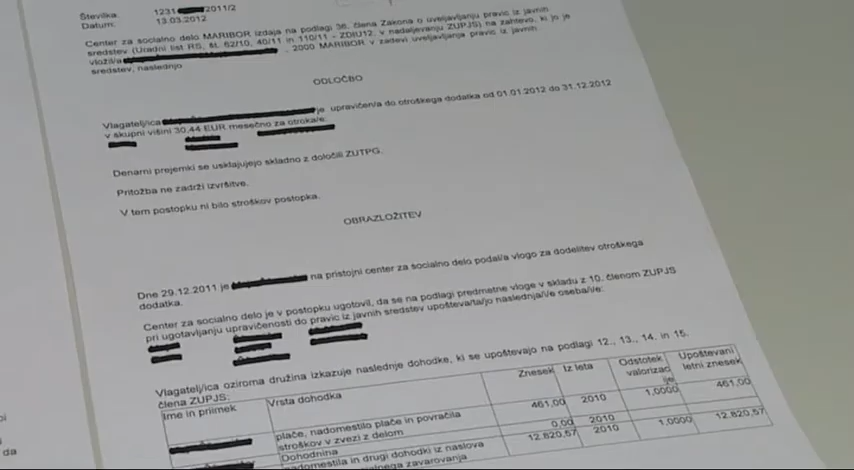 Številka: 1231 2011/2
Datum: 13.03.2012
Center za socialno delo MARIBOR izdaja na podlagi 36. člena Zakona o uveljavljanju pravic iz javnih
sredstev (Uradni list RS, št. 62/10, 40/11 in 110/11 - ZDIU12, v nadaljevanju ZUPJS) na zahtevo, ki jo je
vložil/a , 2000 MARIBOR v zadevi uveljavljanja pravic iz javnih
sredstev, naslednjo
ODLOČBO
Vlagatelj/ica je upravičen/a do otroškega dodatka od 01.01.2012 do 31.12.2012
v skupni višini 30,44 EUR mesečno za otroka/e:
Denarni prejemki se usklajujejo skladno z določili ZUTPG.
Pritožba ne zadrži izvršitve.
V tem postopku ni bilo stroškov postopka.
OBRAZLOŽITEV
Dne 29.12.2011 je na pristojni center za socialno delo podal/a vlogo za dodelitev otroškega
dodatka.
Center za socialno delo je v postopku ugotovil, da se na podlagi predmetne vloge v skladu z 10. členom ZUPJS
pri ugotavljanju upravičenosti do pravic iz javnih sredstev upošteva/ta/jo naslednja/i/e oseba/i/e:
Vlagatelj/ica oziroma družina izkazuje naslednje dohodke, ki se upoštevajo na podlagi 12., 13., 14. in 15.
člena ZUPJS:
Ime in priimek Vrsta dohodka Znesek Iz leta Odstotek valorizacije Upoštevani letni znesek
plače, nadomestilo plače in povračila stroškov v zvezi z delom 461,00 2010 1,0000 461,00
Dohodnina 0,00 2010
nadomestila in drugi dohodki iz naslova 12.820,57 2010 1,0000 12.820,57
zavarovanja
da